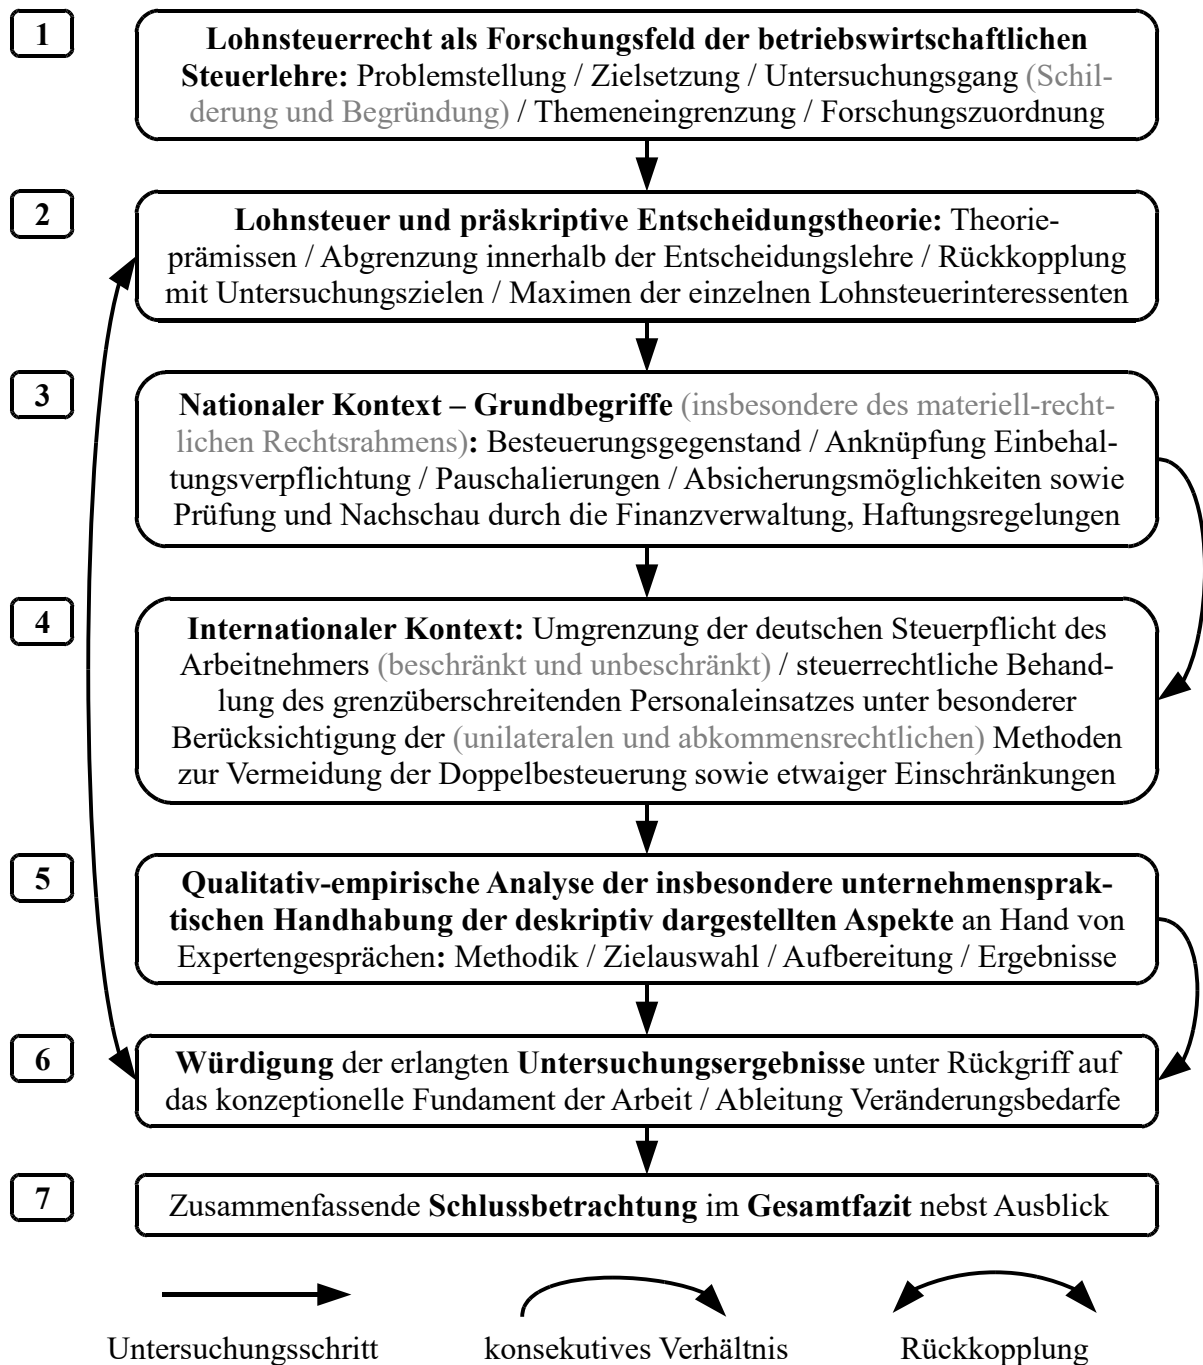 1
Lohnsteuerrecht als Forschungsfeld der betriebswirtschaftlichen
Steuerlehre: Problemstellung / Zielsetzung / Untersuchungsgang (Schil-
derung und Begründung) / Themeneingrenzung / Forschungszuordnung
2
Lohnsteuer und präskriptive Entscheidungstheorie: Theorie-
prämissen / Abgrenzung innerhalb der Entscheidungslehre / Rückkopplung
mit Untersuchungszielen / Maximen der einzelnen Lohnsteuerinteressenten
3
Nationaler Kontext – Grundbegriffe (insbesondere des materiell-recht-
lichen Rechtsrahmens): Besteuerungsgegenstand / Anknüpfung Einbehal-
tungsverpflichtung / Pauschalierungen / Absicherungsmöglichkeiten sowie
Prüfung und Nachschau durch die Finanzverwaltung, Haftungsregelungen
4
Internationaler Kontext: Umgrenzung der deutschen Steuerpflicht des
Arbeitnehmers (beschränkt und unbeschränkt) / steuerrechtliche Behand-
lung des grenzüberschreitenden Personaleinsatzes unter besonderer
Berücksichtigung der (unilateralen und abkommensrechtlichen) Methoden
zur Vermeidung der Doppelbesteuerung sowie etwaiger Einschränkungen
5
Qualitativ-empirische Analyse der insbesondere unternehmensprak-
tischen Handhabung der deskriptiv dargestellten Aspekte an Hand von
Expertengesprächen: Methodik / Zielauswahl / Aufbereitung / Ergebnisse
6
Würdigung der erlangten Untersuchungsergebnisse unter Rückgriff auf
das konzeptionelle Fundament der Arbeit / Ableitung Veränderungsbedarfe
7
Zusammenfassende Schlussbetrachtung im Gesamtfazit nebst Ausblick
Untersuchungsschritt
konsekutives Verhältnis
Rückkopplung